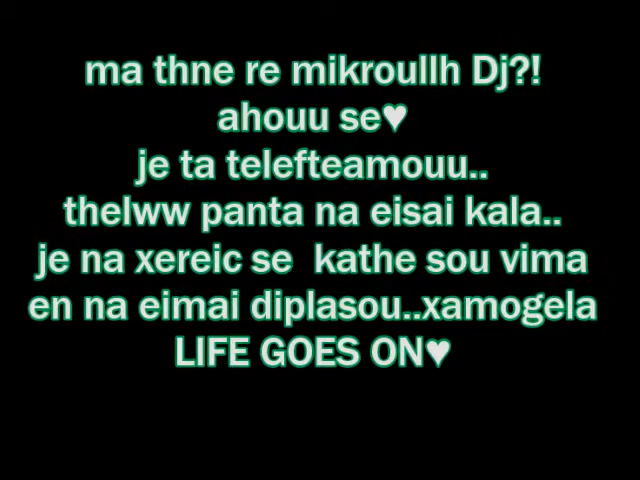 ma thne re mikroullh Dj?!
ahouu se♥
je ta telefteamouu..
thelww panta na eisai kala..
je na xereic se  kathe sou vima
en na eimai diplasou..xamogela
LIFE GOES ON♥